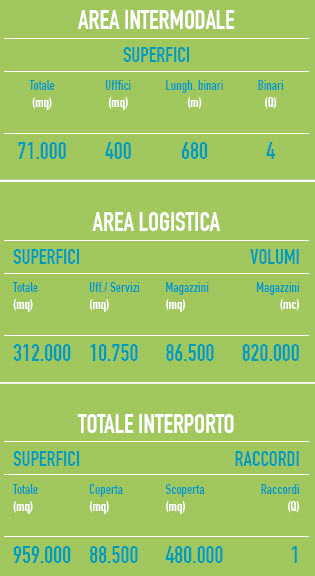 AREA INTERMODALE
SUPERFICI
Totale Ufffici Lungh. binari Binari
(mq) (mq) (m) (Q)
71.000 400 680 4
AREA LOGISTICA
SUPERFICI VOLUMI
Totale Uff./ Servizi Magazzini Magazzini
(mq) (mq) (mq) (mc)
312.000 10.750 86.500 820.000
TOTALE INTERPORTO
SUPERFICI RACCORDI
Totale Coperta Scoperta Raccordi
(mq) (mq) (mq) (Q)
959.000 88.500 480.000 1